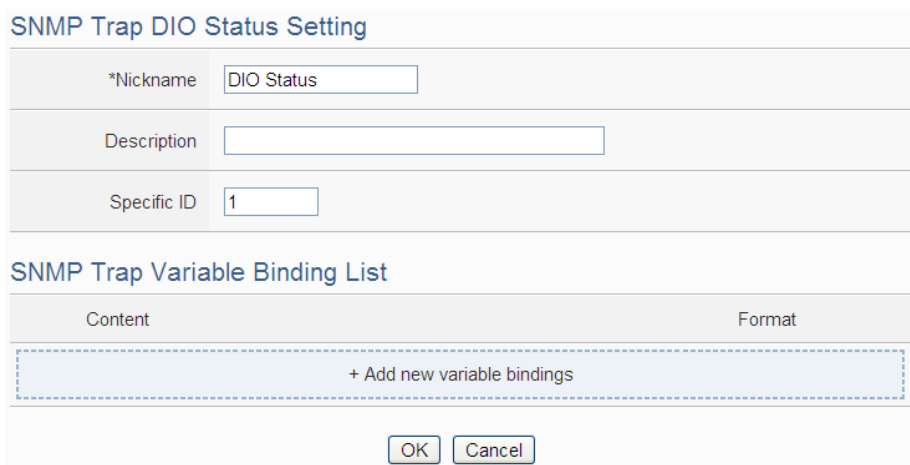 SNMP Trap DIO Status Setting
*Nickname DIO Status
Description
Specific ID 1
SNMP Trap Variable Binding List
Content Format
+ Add new variable bindings
OK Cancel